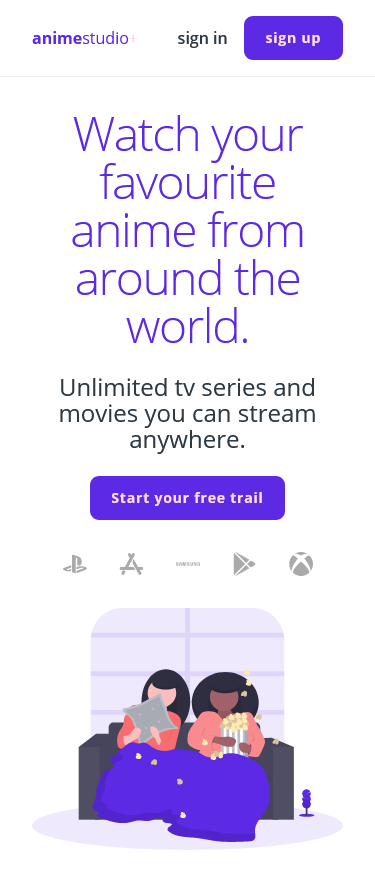 animestudio+ sign in sign up
Watch your
favourite
anime from
around the
world.
Unlimited tv series and
movies you can stream
anywhere.
Start your free trail
SAMSUNG